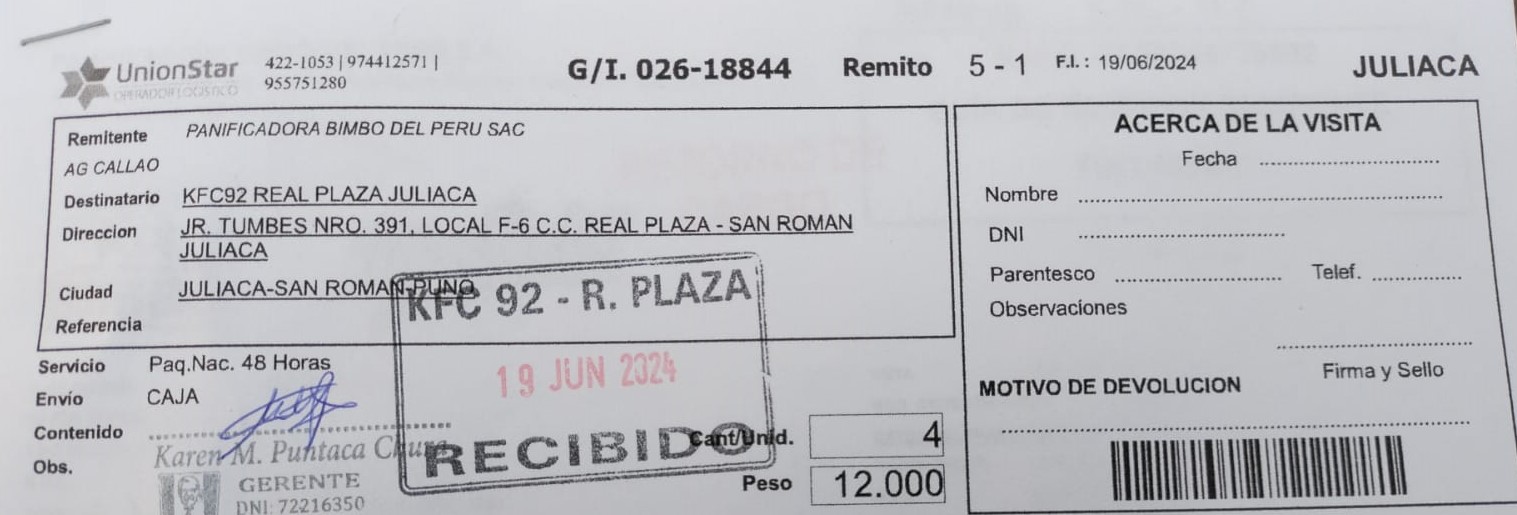 UnionStar
OPERADOR LOGISTICO
422-1053 | 974412571 |
955751280
G/I. 026-18844 Remito 5 - 1 F.I. : 19/06/2024 JULIACA
Remitente PANIFICADORA BIMBO DEL PERU SAC
AG CALLAO
Destinatario KFC92 REAL PLAZA JULIACA
Direccion JR. TUMBES NRO. 391, LOCAL F-6 C.C. REAL PLAZA - SAN ROMAN
JULIACA
Ciudad JULIACA-SAN ROMAN-PUNO
Referencia
Servicio Paq.Nac. 48 Horas
Envío CAJA
Contenido
Obs.
Karen M. Puntaca Chura
GERENTE
DNI: 72216350
KFC 92 - R. PLAZA
19 JUN 2024
RECIBIDO
Cant/Unid. 4
Peso 12.000
ACERCA DE LA VISITA
Fecha
Nombre
DNI
Parentesco Telef.
Observaciones
Firma y Sello
MOTIVO DE DEVOLUCION